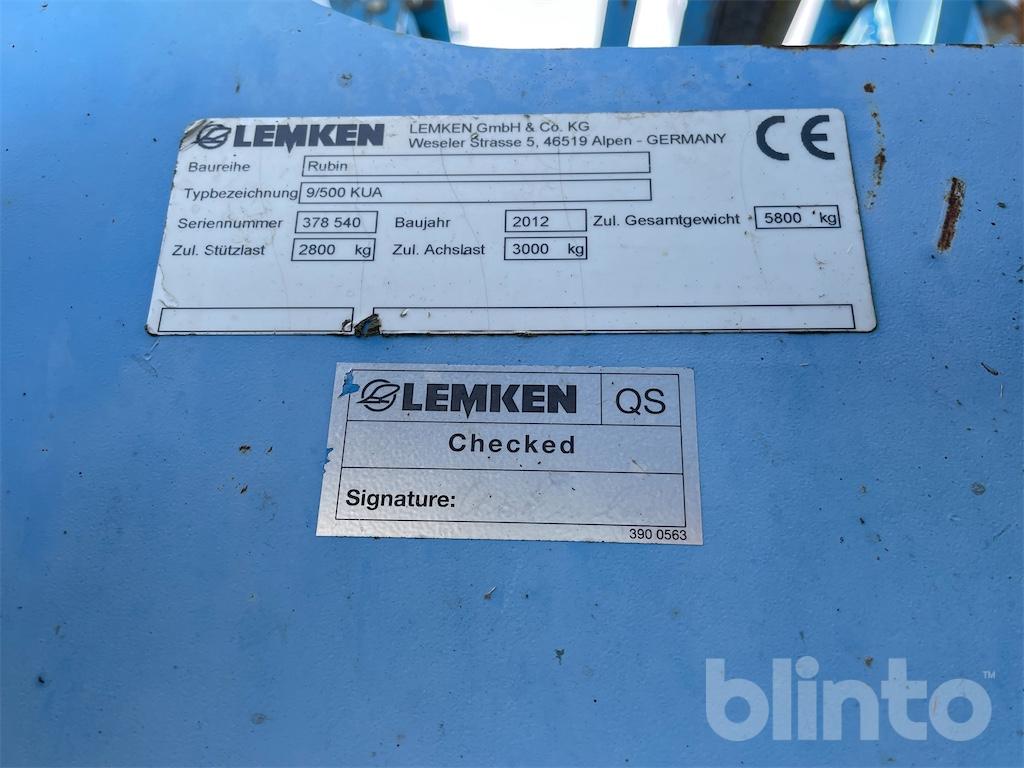 LEMKEN LEMKEN GmbH & Co. KG CE
Weseler Strasse 5, 46519 Alpen - GERMANY
Baureihe Rubin
Typbezeichnung 9/500 KUA
Seriennummer 378 540 Baujahr 2012 Zul. Gesamtgewicht 5800 kg
Zul. Stützlast 2800 kg Zul. Achslast 3000 kg
LEMKEN QS
Checked
Signature:
390 0563
blinto™